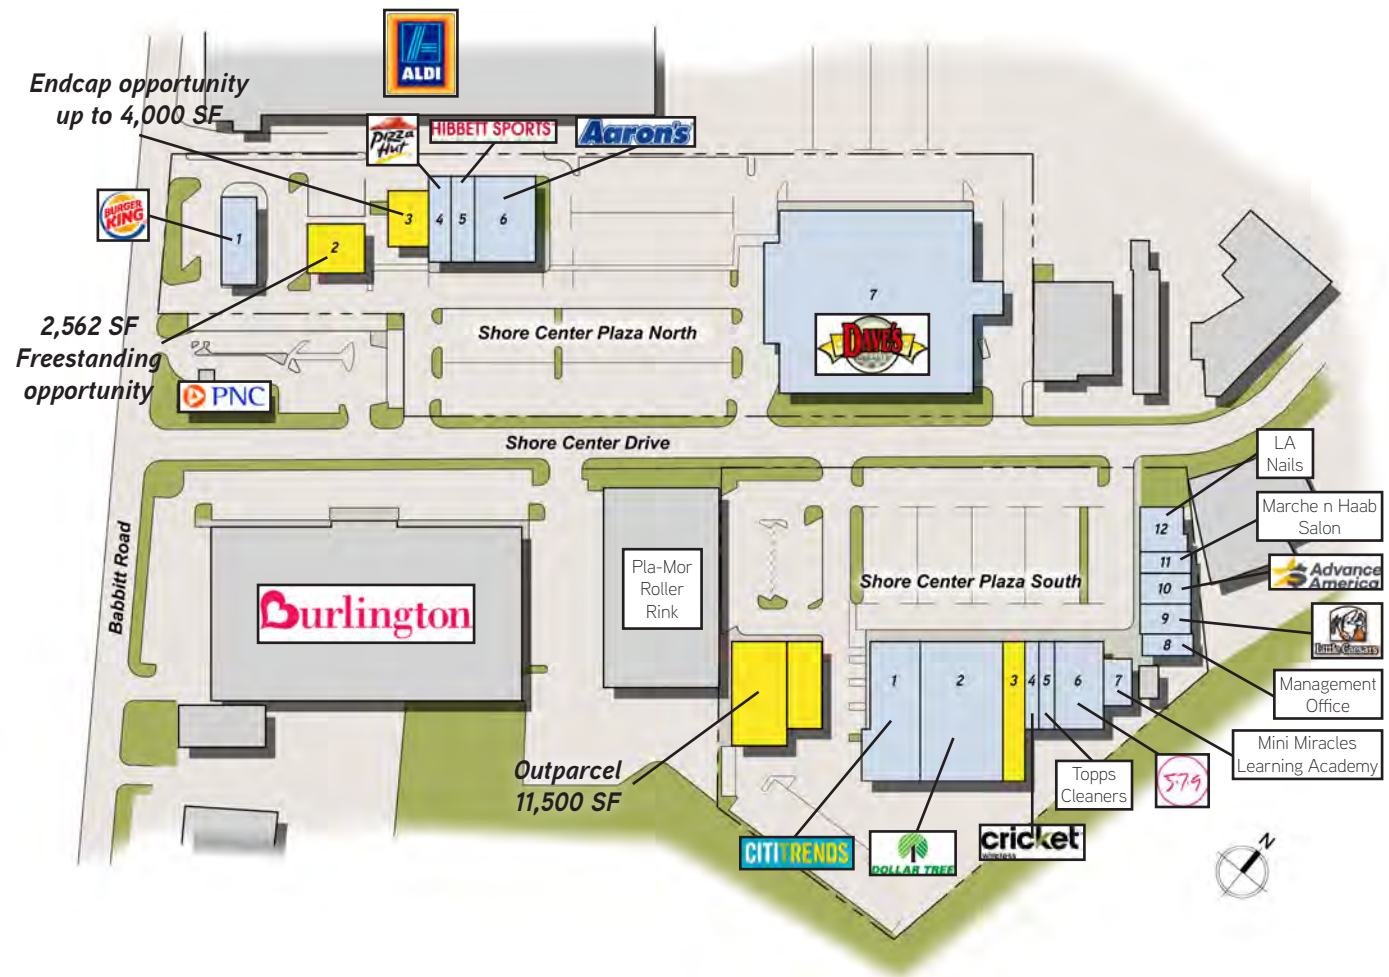 ALDI
Endcap opportunity
up to 4,000 SF
Pizza
Hut
HIBBETT SPORTS
Aaron's
BURGER
KING
1
2
3
4
5
6
7
DAVE'S
2,562 SF
Freestanding
opportunity
PNC
Shore Center Plaza North
Shore Center Drive
Babbitt Road
Burlington
Pla-Mor
Roller
Rink
Shore Center Plaza South
LA
Nails
Marche n Haab
Salon
Advance
America
Little Caesars
Management
Office
Mini Miracles
Learning Academy
12
11
10
9
8
1
2
3
4
5
6
7
Outparcel
11,500 SF
Topps
Cleaners
5·7·9
CITITRENDS
DOLLAR TREE
cricket
wireless
N